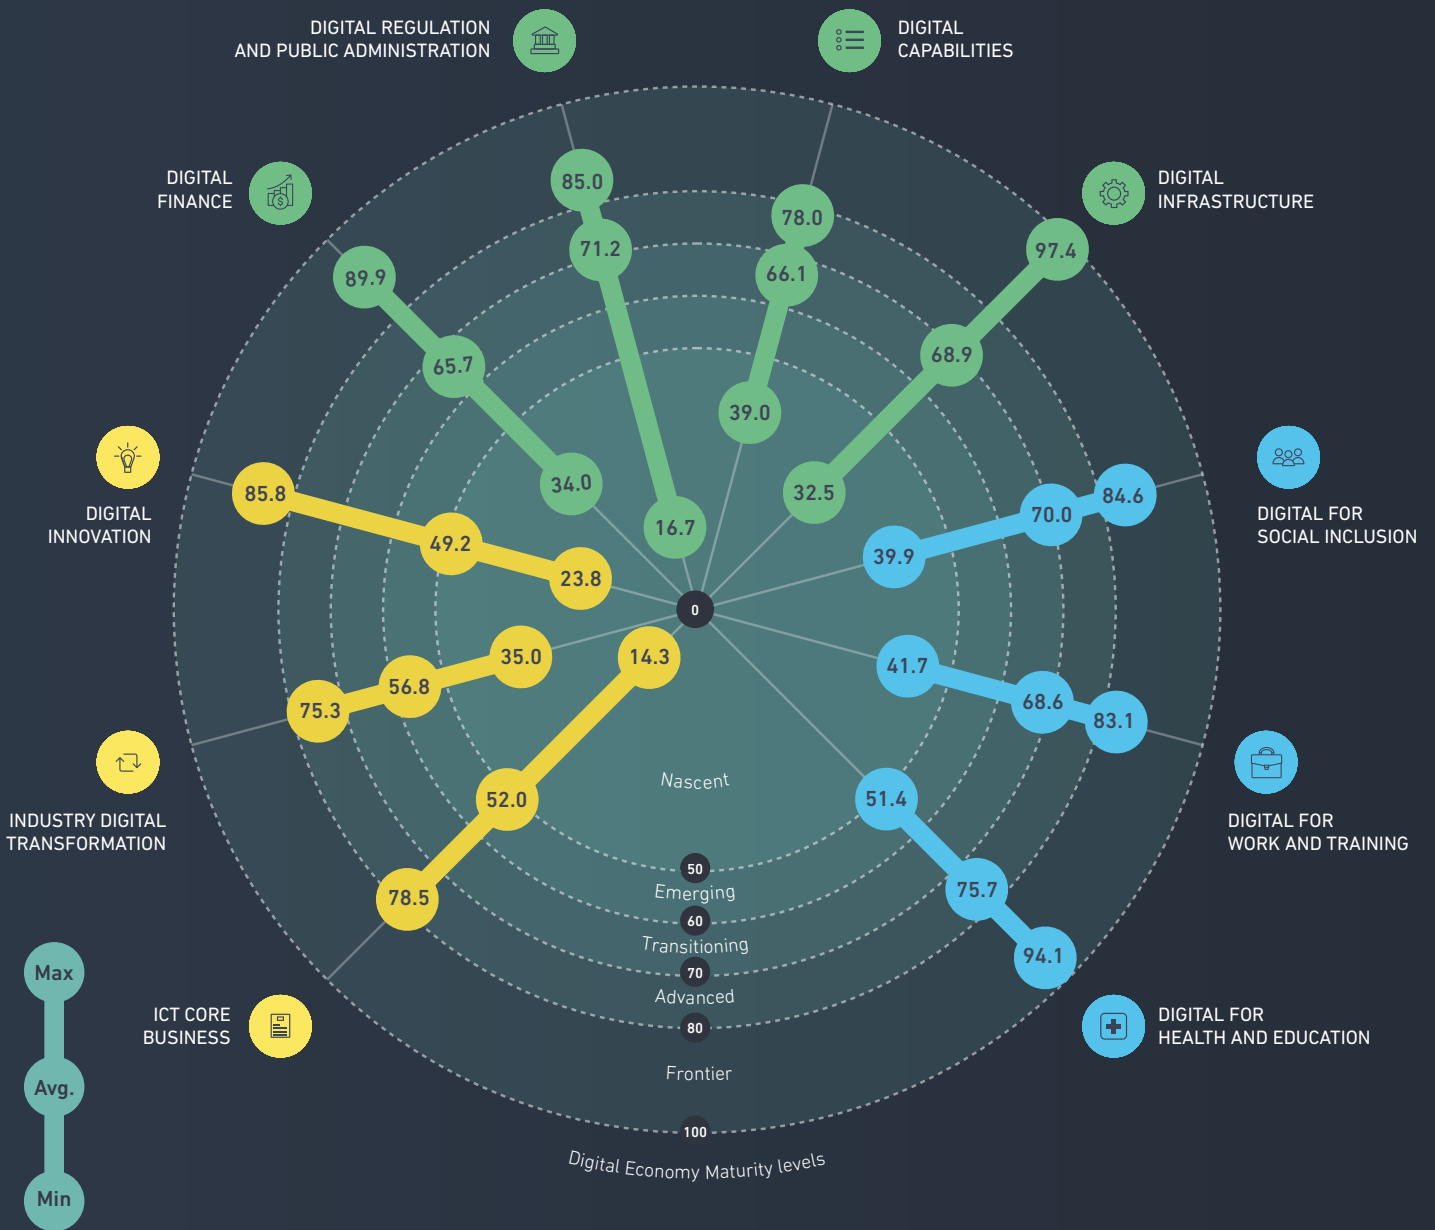 DIGITAL REGULATION
AND PUBLIC ADMINISTRATION
DIGITAL
CAPABILITIES
DIGITAL
FINANCE
DIGITAL
INFRASTRUCTURE
85.0
78.0
71.2
66.1
97.4
89.9
65.7
68.9
39.0
34.0
32.5
16.7
DIGITAL
INNOVATION
85.8
49.2
23.8
84.6
70.0
39.9
DIGITAL FOR
SOCIAL INCLUSION
0
35.0
56.8
75.3
14.3
41.7
68.6
83.1
INDUSTRY DIGITAL
TRANSFORMATION
DIGITAL FOR
WORK AND TRAINING
52.0
78.5
51.4
75.7
94.1
Nascent
50
Emerging
60
Transitioning
70
Advanced
80
Frontier
100
Digital Economy Maturity levels
ICT CORE
BUSINESS
DIGITAL FOR
HEALTH AND EDUCATION
Max
Avg.
Min